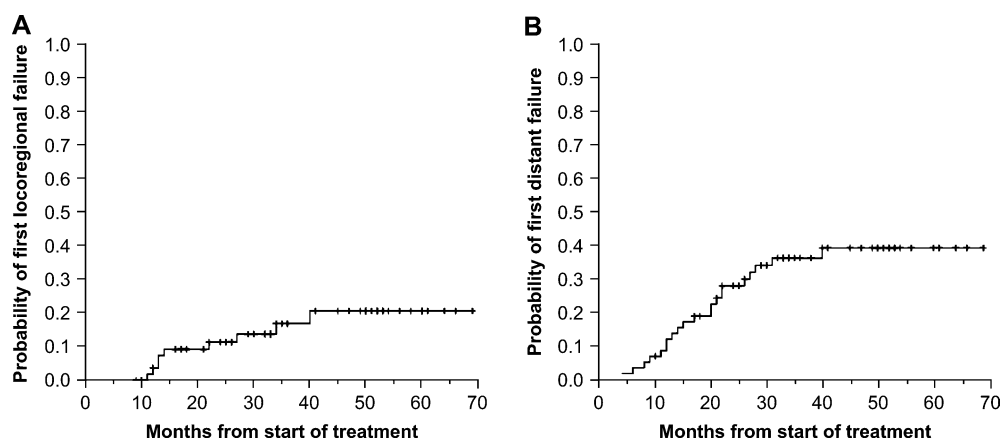 A
Probability of first locoregional failure
1.0
0.9
0.8
0.7
0.6
0.5
0.4
0.3
0.2
0.1
0.0
0 10 20 30 40 50 60 70
Months from start of treatment
B
Probability of first distant failure
1.0
0.9
0.8
0.7
0.6
0.5
0.4
0.3
0.2
0.1
0.0
0 10 20 30 40 50 60 70
Months from start of treatment